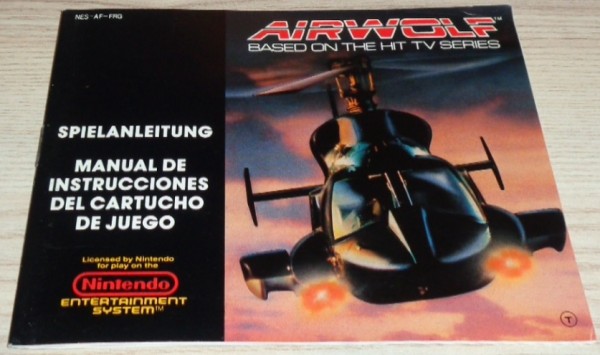 NES-AF-FRG
AIRWOLF™
BASED ON THE HIT TV SERIES
SPIELANLEITUNG
MANUAL DE
INSTRUCCIONES
DEL CARTUCHO
DE JUEGO
Licensed by Nintendo
for play on the
Nintendo
ENTERTAINMENT
SYSTEM™
T